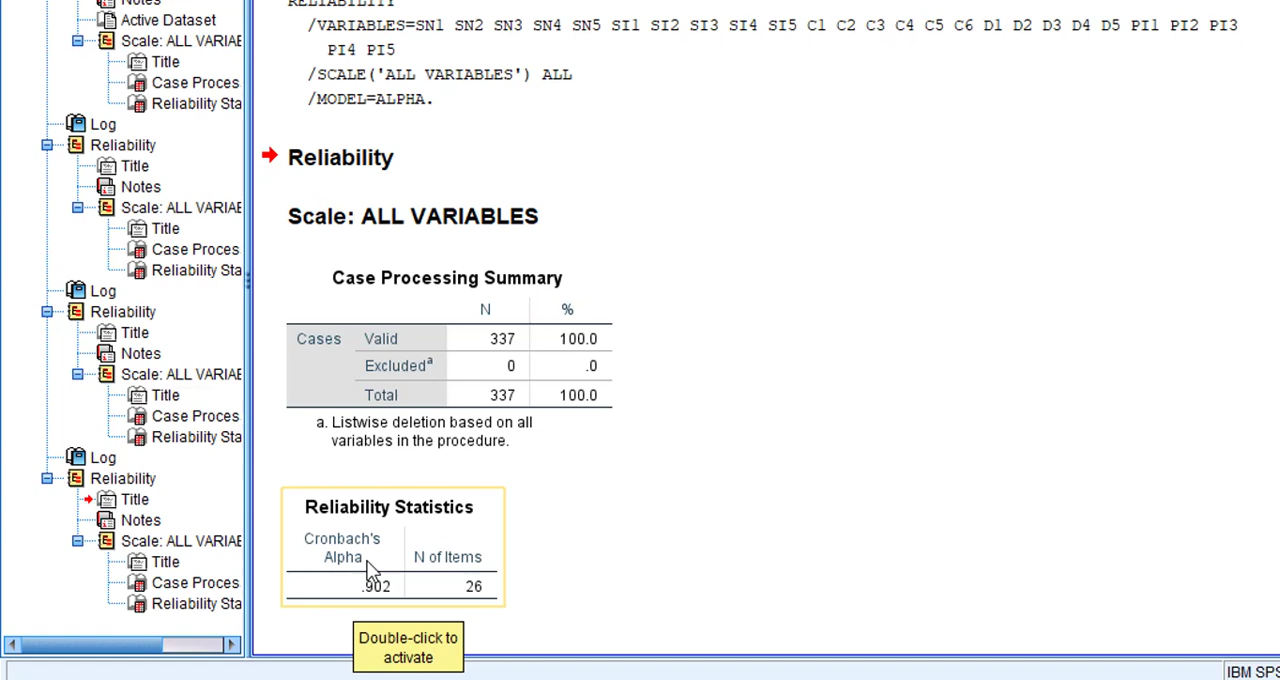 Notes
Active Dataset
Scale: ALL VARIAE
Title
Case Proces
Reliability Sta
Log
Reliability
Title
Notes
Scale: ALL VARIAE
Title
Case Proces
Reliability Sta
Log
Reliability
Title
Notes
Scale: ALL VARIAE
Title
Case Proces
Reliability Sta
Log
Reliability
Title
Notes
Scale: ALL VARIAE
Title
Case Proces
Reliability Sta
RELIABILITY
/VARIABLES=SN1 SN2 SN3 SN4 SN5 SI1 SI2 SI3 SI4 SI5 C1 C2 C3 C4 C5 C6 D1 D2 D3 D4 D5 PI1 PI2 PI3
PI4 PI5
/SCALE('ALL VARIABLES') ALL
/MODEL=ALPHA.
Reliability
Scale: ALL VARIABLES
Case Processing Summary
N %
Cases Valid 337 100.0
Excludedᵃ 0 .0
Total 337 100.0
a. Listwise deletion based on all
variables in the procedure.
Reliability Statistics
Cronbach's
Alpha N of Items
.902 26
Double-click to
activate
IBM SPS